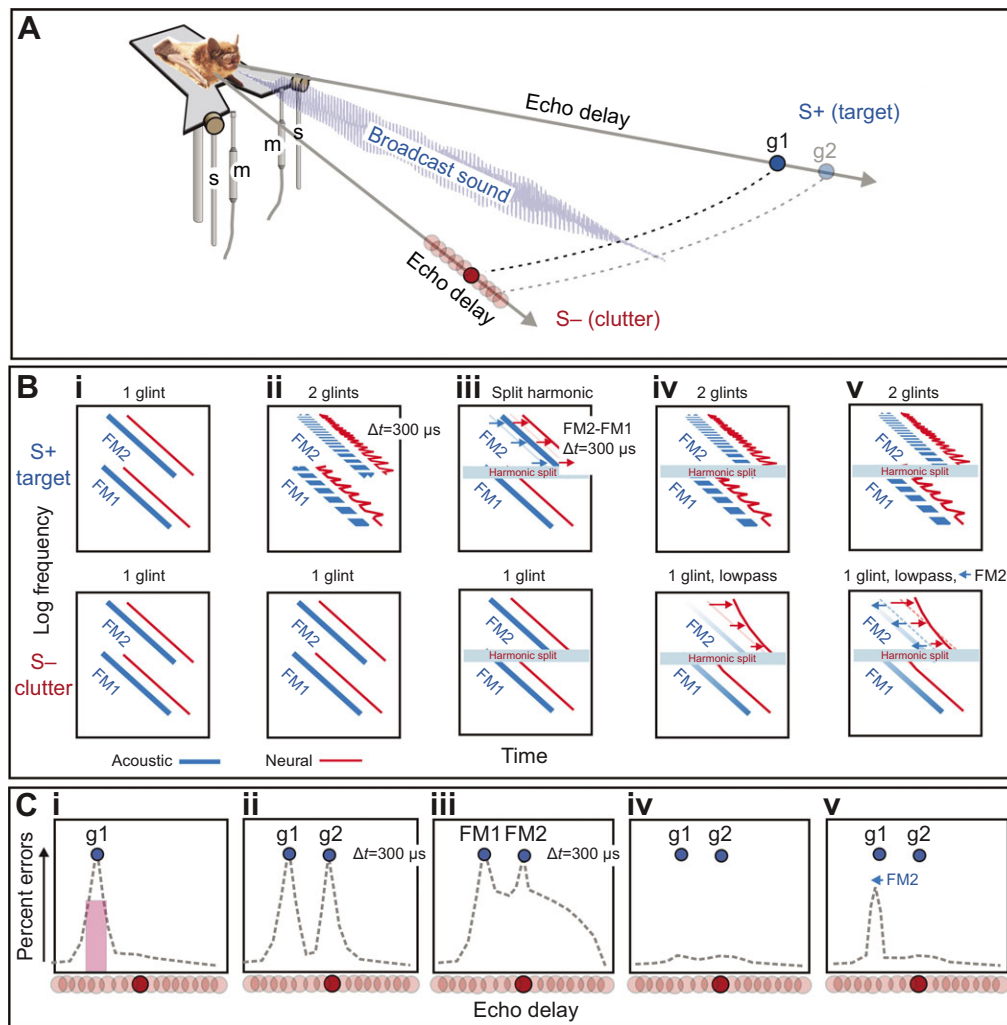 A
Echo delay
S+ (target)
g1
g2
Broadcast sound
s
m
m
s
Echo delay
S– (clutter)
B
i
ii
iii
iv
v
1 glint
2 glints
Split harmonic
2 glints
2 glints
S+
target
Log frequency
FM2
FM1
FM2
FM1
Δt=300 µs
FM2
FM1
FM2-FM1
Δt=300 µs
Harmonic split
FM2
FM1
Harmonic split
FM2
FM1
Harmonic split
1 glint
1 glint
1 glint
1 glint, lowpass
1 glint, lowpass, FM2
S–
clutter
FM2
FM1
FM2
FM1
FM2
FM1
Harmonic split
FM2
FM1
Harmonic split
FM2
FM1
Harmonic split
Acoustic
Neural
Time
C
i
ii
iii
iv
v
Percent errors
g1
g1
g2
Δt=300 µs
FM1
FM2
Δt=300 µs
g1
g2
g1
g2
FM2
Echo delay